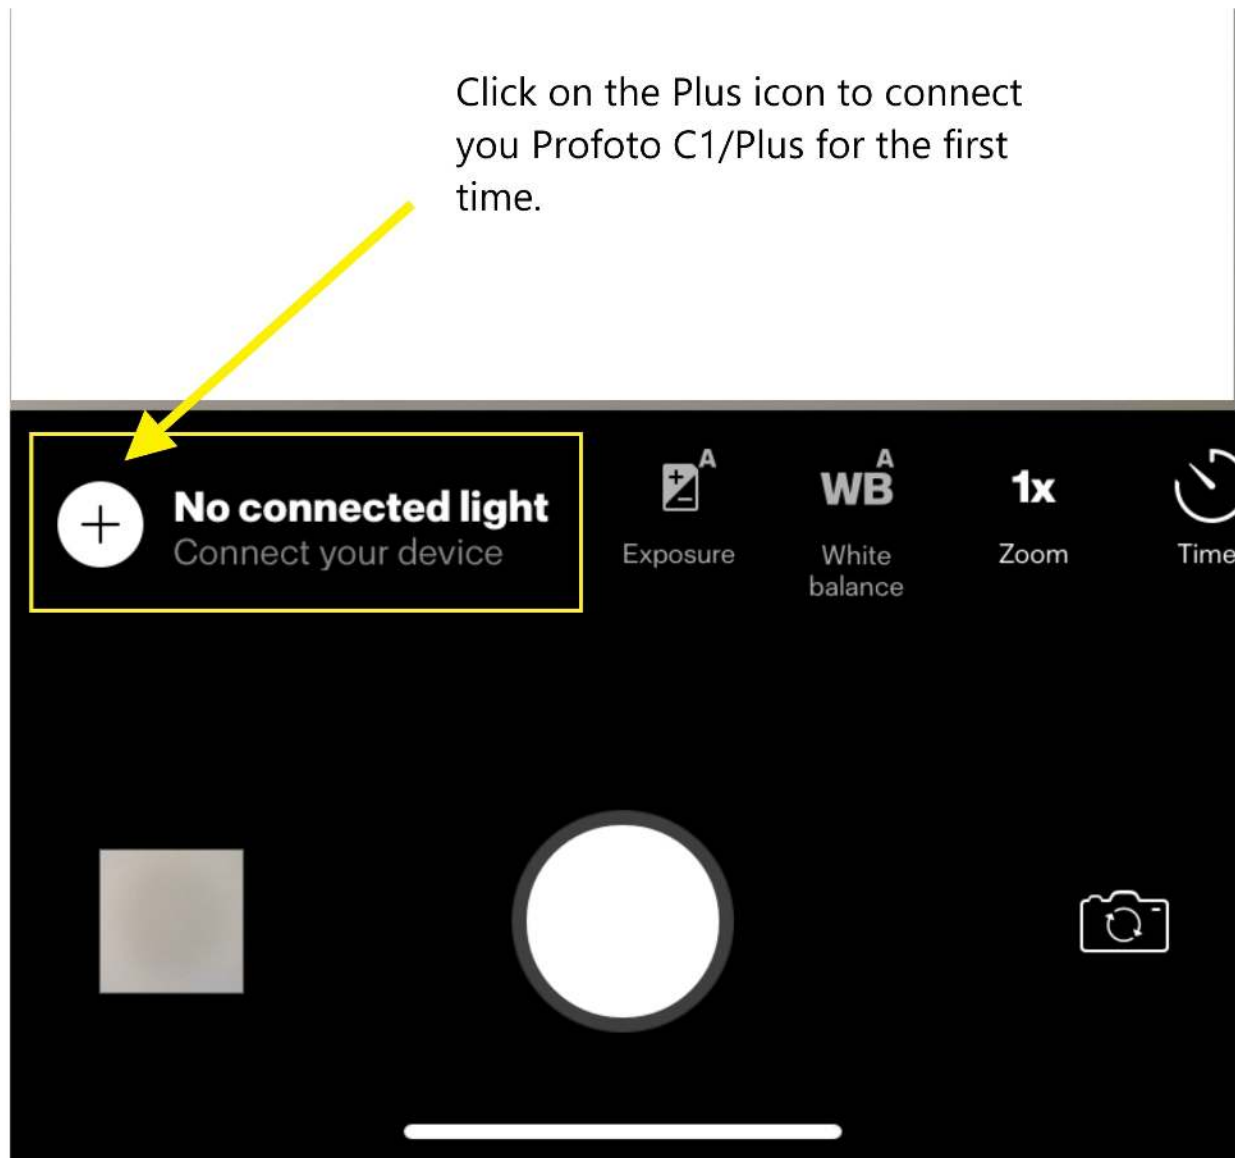 Click on the Plus icon to connect
you Profoto C1/Plus for the first
time.
No connected light
Connect your device
A
Exposure
A
WB
White
balance
1x
Zoom
Time